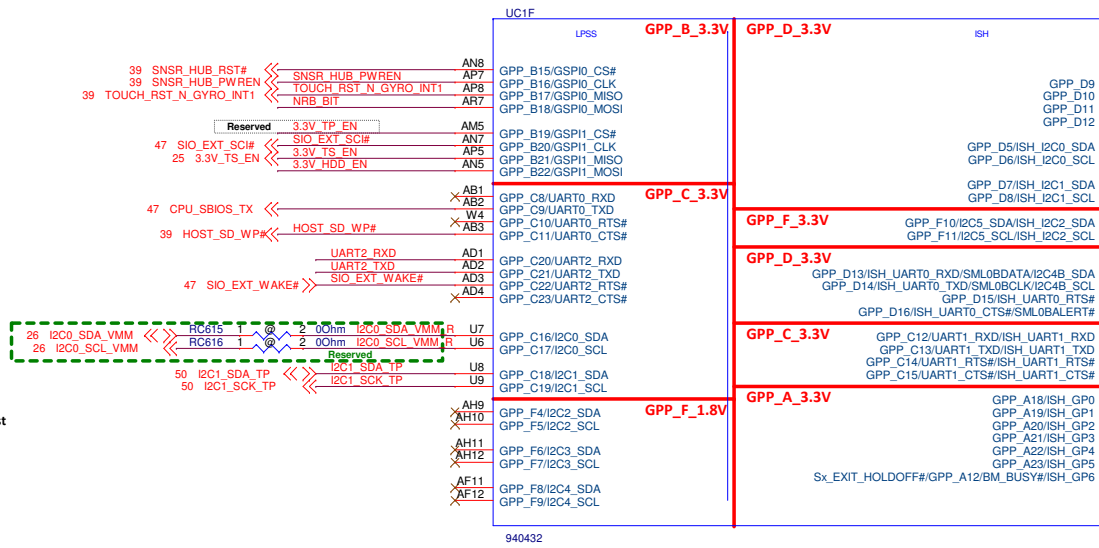 UC1F
LPSS
GPP_B_3.3V
GPP_D_3.3V
ISH
39 SNSR_HUB_RST# AN8 GPP_B15/GSPI0_CS#
39 SNSR_HUB_PWREN SNSR_HUB_PWREN AP7 GPP_B16/GSPI0_CLK
39 TOUCH_RST_N_GYRO_INT1 TOUCH_RST_N_GYRO_INT1 AP8 GPP_B17/GSPI0_MISO
NRB_BIT AR7 GPP_B18/GSPI0_MOSI
Reserved 3.3V_TP_EN AM5 GPP_B19/GSPI1_CS#
47 SIO_EXT_SCI# SIO_EXT_SCI# AN7 GPP_B20/GSPI1_CLK
25 3.3V_TS_EN 3.3V_TS_EN AP5 GPP_B21/GSPI1_MISO
3.3V_HDD_EN AN5 GPP_B22/GSPI1_MOSI
GPP_C_3.3V
AB1 GPP_C8/UART0_RXD
47 CPU_SBIOS_TX AB2 GPP_C9/UART0_TXD
W4 GPP_C10/UART0_RTS#
39 HOST_SD_WP# HOST_SD_WP# AB3 GPP_C11/UART0_CTS#
UART2_RXD AD1 GPP_C20/UART2_RXD
UART2_TXD AD2 GPP_C21/UART2_TXD
47 SIO_EXT_WAKE# SIO_EXT_WAKE# AD3 GPP_C22/UART2_RTS#
AD4 GPP_C23/UART2_CTS#
26 I2C0_SDA_VMM RC615 1 @ 2 0Ohm I2C0_SDA_VMM_R U7 GPP_C16/I2C0_SDA
26 I2C0_SCL_VMM RC616 1 @ 2 0Ohm I2C0_SCL_VMM_R U6 GPP_C17/I2C0_SCL
Reserved
50 I2C1_SDA_TP I2C1_SDA_TP U8 GPP_C18/I2C1_SDA
50 I2C1_SCK_TP I2C1_SCK_TP U9 GPP_C19/I2C1_SCL
GPP_F_1.8V
AH9 GPP_F4/I2C2_SDA
AH10 GPP_F5/I2C2_SCL
AH11 GPP_F6/I2C3_SDA
AH12 GPP_F7/I2C3_SCL
AF11 GPP_F8/I2C4_SDA
AF12 GPP_F9/I2C4_SCL
st
GPP_D9
GPP_D10
GPP_D11
GPP_D12
GPP_D5/ISH_I2C0_SDA
GPP_D6/ISH_I2C0_SCL
GPP_D7/ISH_I2C1_SDA
GPP_D8/ISH_I2C1_SCL
GPP_F_3.3V
GPP_F10/I2C5_SDA/ISH_I2C2_SDA
GPP_F11/I2C5_SCL/ISH_I2C2_SCL
GPP_D_3.3V
GPP_D13/ISH_UART0_RXD/SML0BDATA/I2C4B_SDA
GPP_D14/ISH_UART0_TXD/SML0BCLK/I2C4B_SCL
GPP_D15/ISH_UART0_RTS#
GPP_D16/ISH_UART0_CTS#/SML0BALERT#
GPP_C_3.3V
GPP_C12/UART1_RXD/ISH_UART1_RXD
GPP_C13/UART1_TXD/ISH_UART1_TXD
GPP_C14/UART1_RTS#/ISH_UART1_RTS#
GPP_C15/UART1_CTS#/ISH_UART1_CTS#
GPP_A_3.3V
GPP_A18/ISH_GP0
GPP_A19/ISH_GP1
GPP_A20/ISH_GP2
GPP_A21/ISH_GP3
GPP_A22/ISH_GP4
GPP_A23/ISH_GP5
Sx_EXIT_HOLDOFF#/GPP_A12/BM_BUSY#/ISH_GP6
940432